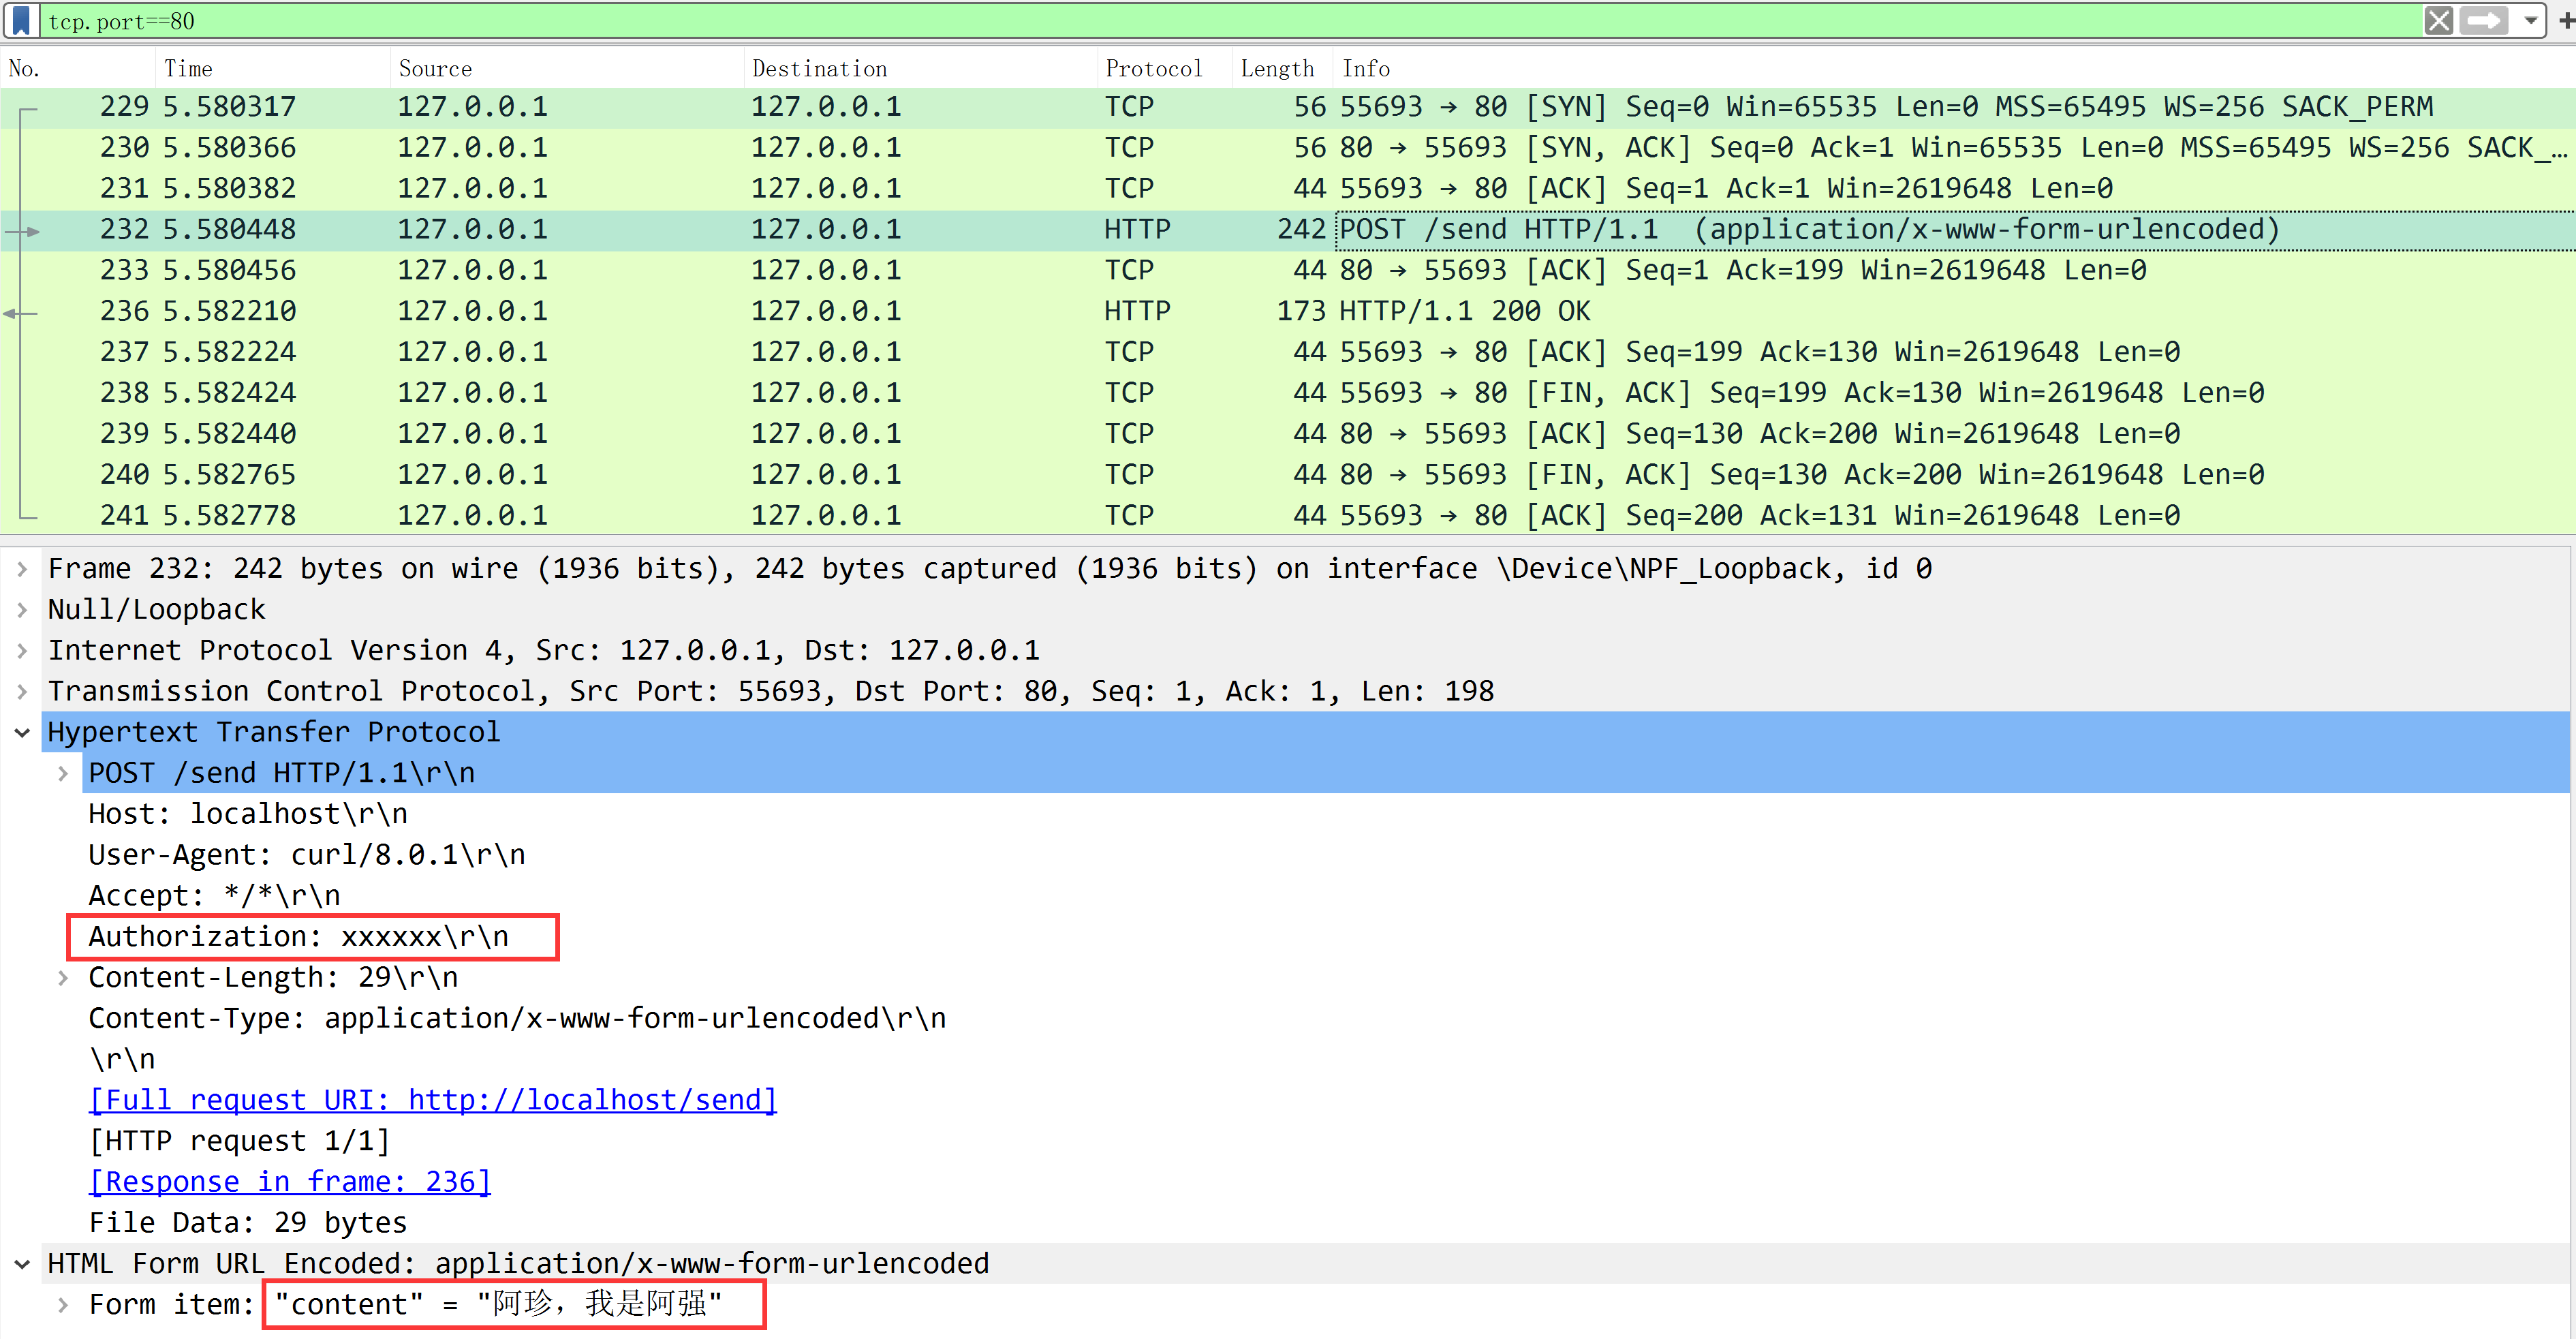 tcp.port==80
No. Time Source Destination Protocol Length Info
229 5.580317 127.0.0.1 127.0.0.1 TCP 56 55693 → 80 [SYN] Seq=0 Win=65535 Len=0 MSS=65495 WS=256 SACK_PERM
230 5.580366 127.0.0.1 127.0.0.1 TCP 56 80 → 55693 [SYN, ACK] Seq=0 Ack=1 Win=65535 Len=0 MSS=65495 WS=256 SACK_…
231 5.580382 127.0.0.1 127.0.0.1 TCP 44 55693 → 80 [ACK] Seq=1 Ack=1 Win=2619648 Len=0
232 5.580448 127.0.0.1 127.0.0.1 HTTP 242 POST /send HTTP/1.1  (application/x-www-form-urlencoded)
233 5.580456 127.0.0.1 127.0.0.1 TCP 44 80 → 55693 [ACK] Seq=1 Ack=199 Win=2619648 Len=0
236 5.582210 127.0.0.1 127.0.0.1 HTTP 173 HTTP/1.1 200 OK
237 5.582224 127.0.0.1 127.0.0.1 TCP 44 55693 → 80 [ACK] Seq=199 Ack=130 Win=2619648 Len=0
238 5.582424 127.0.0.1 127.0.0.1 TCP 44 55693 → 80 [FIN, ACK] Seq=199 Ack=130 Win=2619648 Len=0
239 5.582440 127.0.0.1 127.0.0.1 TCP 44 80 → 55693 [ACK] Seq=130 Ack=200 Win=2619648 Len=0
240 5.582765 127.0.0.1 127.0.0.1 TCP 44 80 → 55693 [FIN, ACK] Seq=130 Ack=200 Win=2619648 Len=0
241 5.582778 127.0.0.1 127.0.0.1 TCP 44 55693 → 80 [ACK] Seq=200 Ack=131 Win=2619648 Len=0
Frame 232: 242 bytes on wire (1936 bits), 242 bytes captured (1936 bits) on interface \Device\NPF_Loopback, id 0
Null/Loopback
Internet Protocol Version 4, Src: 127.0.0.1, Dst: 127.0.0.1
Transmission Control Protocol, Src Port: 55693, Dst Port: 80, Seq: 1, Ack: 1, Len: 198
Hypertext Transfer Protocol
POST /send HTTP/1.1\r\n
Host: localhost\r\n
User-Agent: curl/8.0.1\r\n
Accept: */*\r\n
Authorization: xxxxxx\r\n
Content-Length: 29\r\n
Content-Type: application/x-www-form-urlencoded\r\n
\r\n
[Full request URI: http://localhost/send]
[HTTP request 1/1]
[Response in frame: 236]
File Data: 29 bytes
HTML Form URL Encoded: application/x-www-form-urlencoded
Form item: "content" = "阿珍，我是阿强"